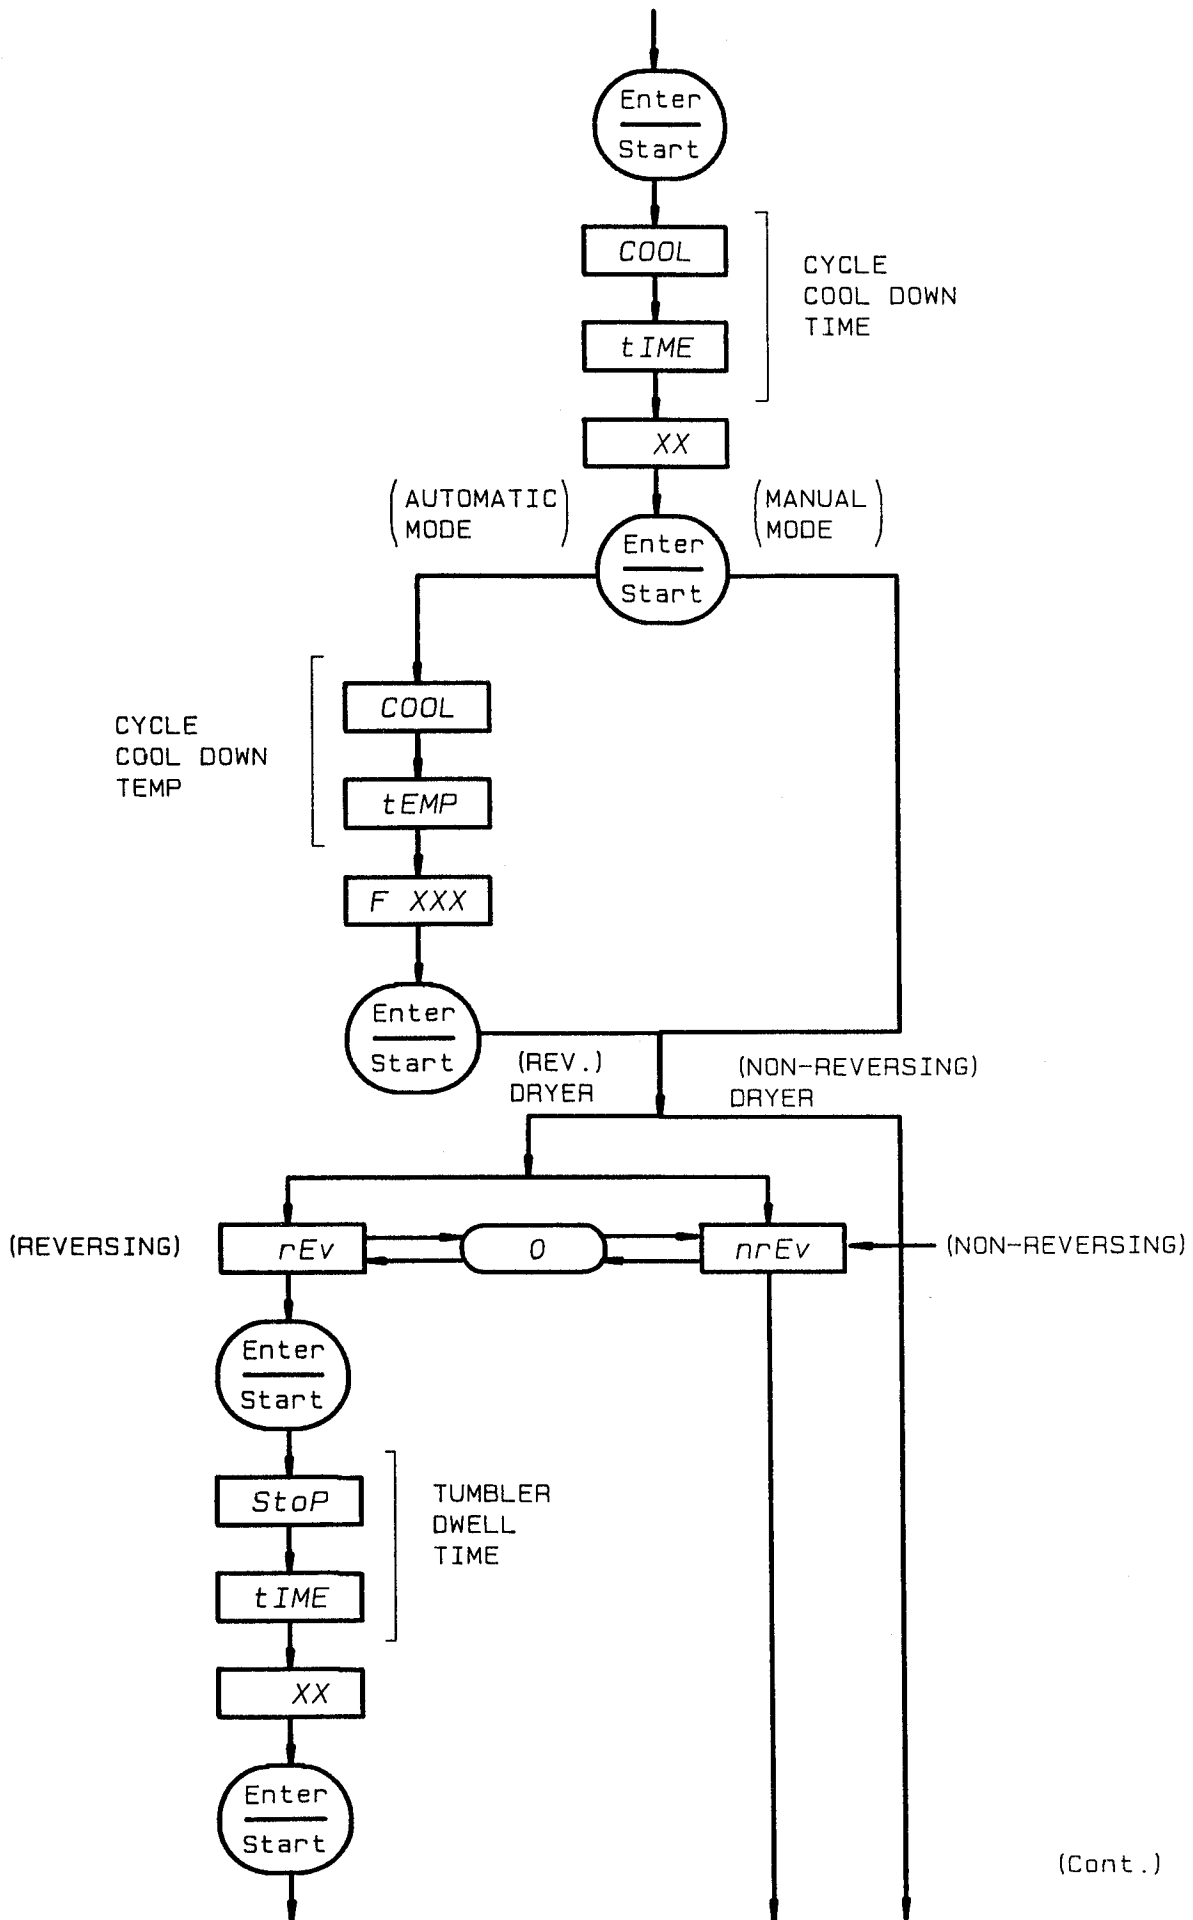 Enter
Start
COOL
CYCLE
COOL DOWN
TIME
tIME
XX
(AUTOMATIC
MODE)
(MANUAL
MODE)
Enter
Start
COOL
CYCLE
COOL DOWN
TEMP
tEMP
F XXX
Enter
Start
(REV.)
DRYER
(NON-REVERSING)
DRYER
(REVERSING)
rEv
0
nrEv
(NON-REVERSING)
Enter
Start
StoP
TUMBLER
DWELL
TIME
tIME
XX
Enter
Start
(Cont.)